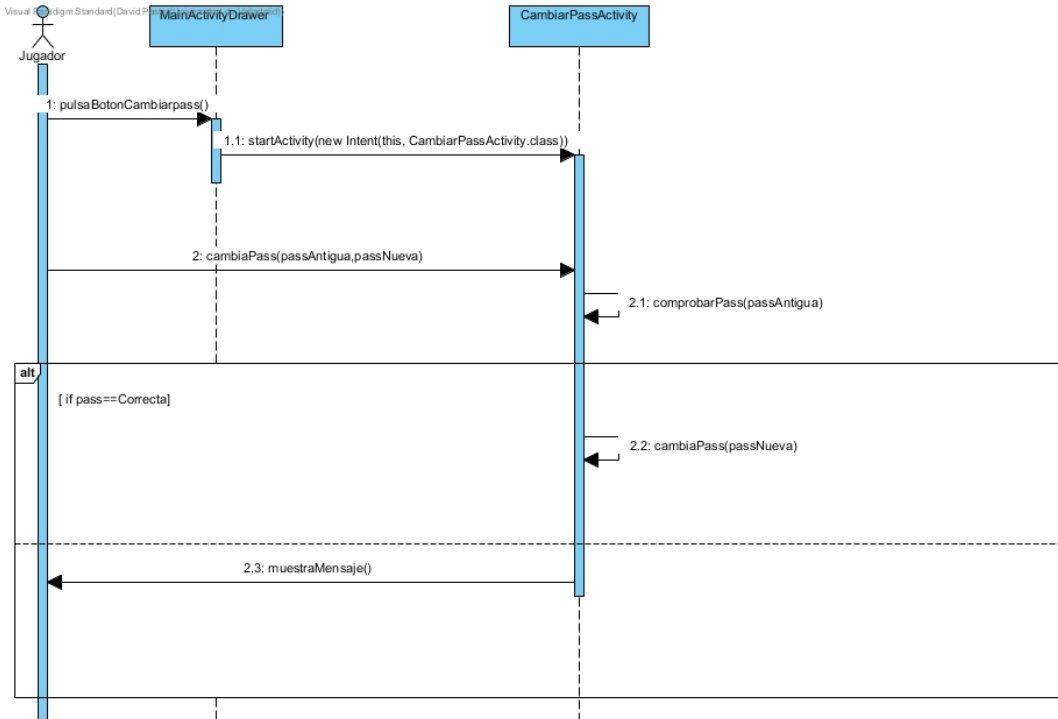 Visual Paradigm Standard(David P
MainActivityDrawer
CambiarPassActivity
Jugador
1: pulsaBotonCambiarpass()
1.1: startActivity(new Intent(this, CambiarPassActivity.class))
2: cambiaPass(passAntigua,passNueva)
2.1: comprobarPass(passAntigua)
alt
[ if pass==Correcta]
2.2: cambiaPass(passNueva)
2.3: muestraMensaje()